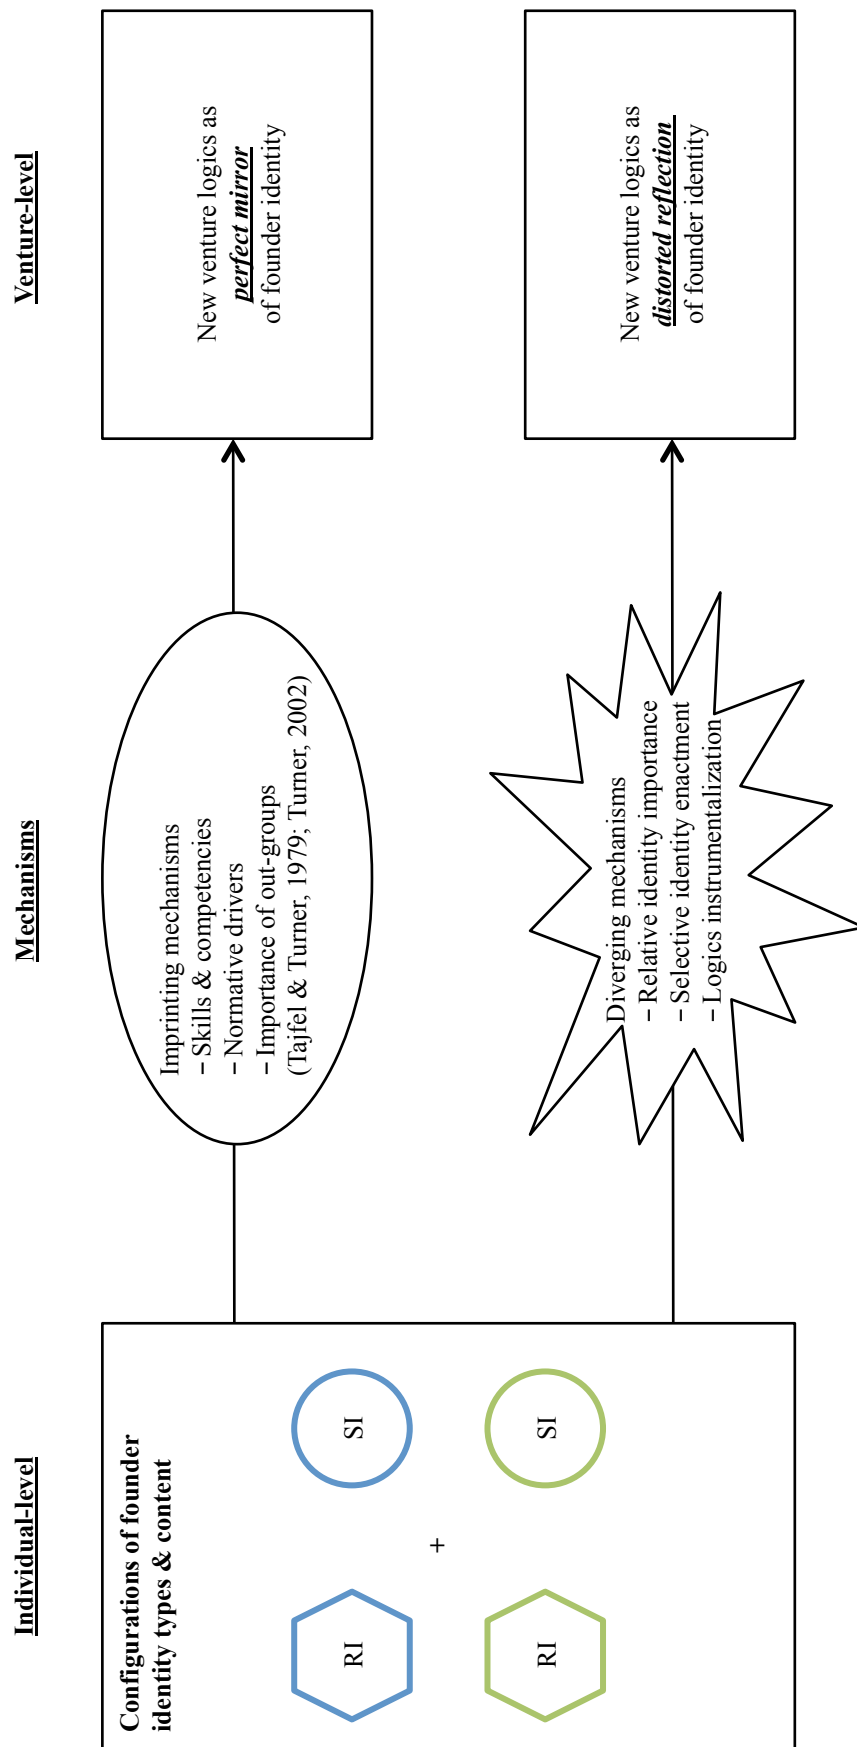 Individual-level
Mechanisms
Venture-level
Configurations of founder
identity types & content
RI
SI
+
RI
SI
Imprinting mechanisms
– Skills & competencies
– Normative drivers
– Importance of out-groups
(Tajfel & Turner, 1979; Turner, 2002)
Diverging mechanisms
– Relative identity importance
– Selective identity enactment
– Logics instrumentalization
New venture logics as
perfect mirror
of founder identity
New venture logics as
distorted reflection
of founder identity